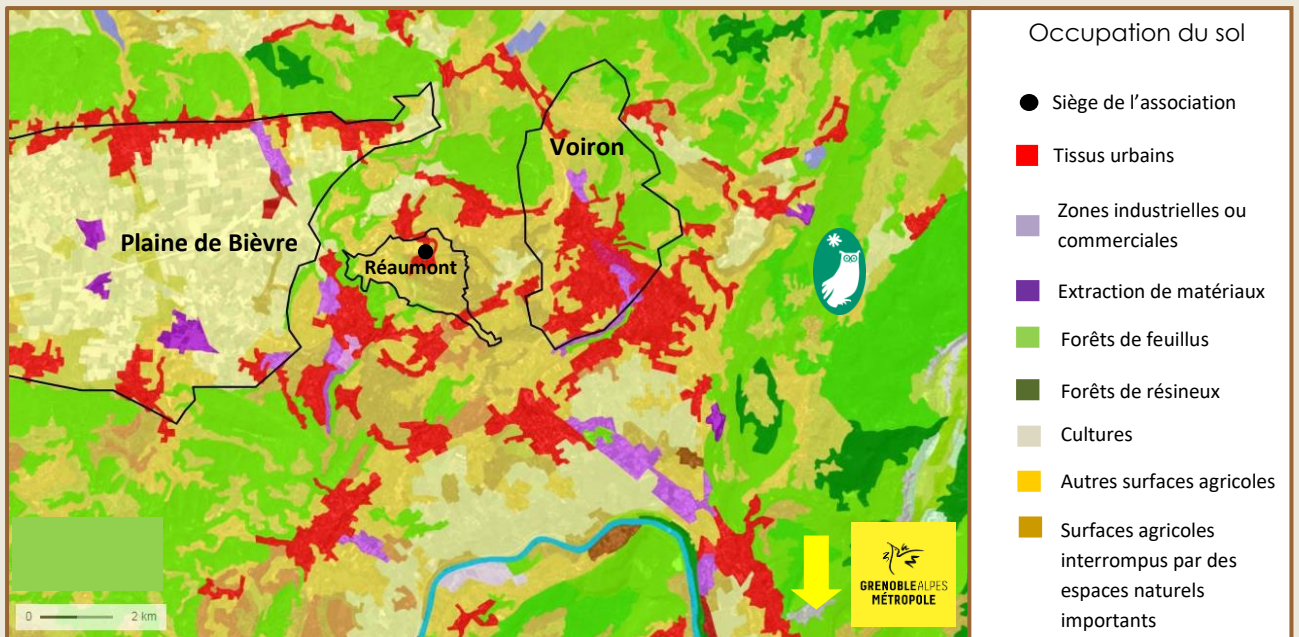 Plaine de Bièvre
Réaumont
Voiron
0
2 km
GRENOBLEALPES
MÉTROPOLE
Occupation du sol
Siège de l'association
Tissus urbains
Zones industrielles ou
commerciales
Extraction de matériaux
Forêts de feuillus
Forêts de résineux
Cultures
Autres surfaces agricoles
Surfaces agricoles
interrompus par des
espaces naturels
importants